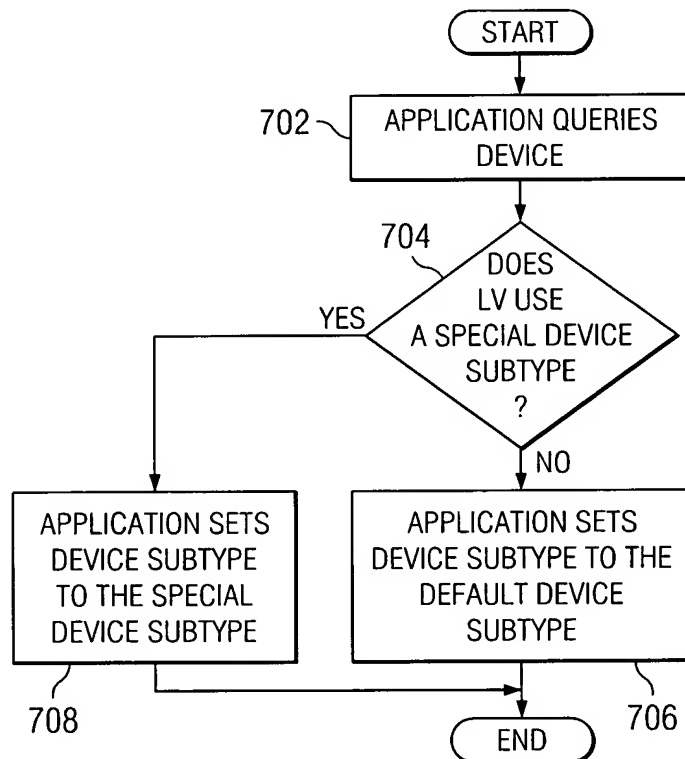 START
702
APPLICATION QUERIES
DEVICE
704
DOES
LV USE
A SPECIAL DEVICE
SUBTYPE
?
YES
NO
APPLICATION SETS
DEVICE SUBTYPE
TO THE SPECIAL
DEVICE SUBTYPE
APPLICATION SETS
DEVICE SUBTYPE TO THE
DEFAULT DEVICE
SUBTYPE
708
706
END